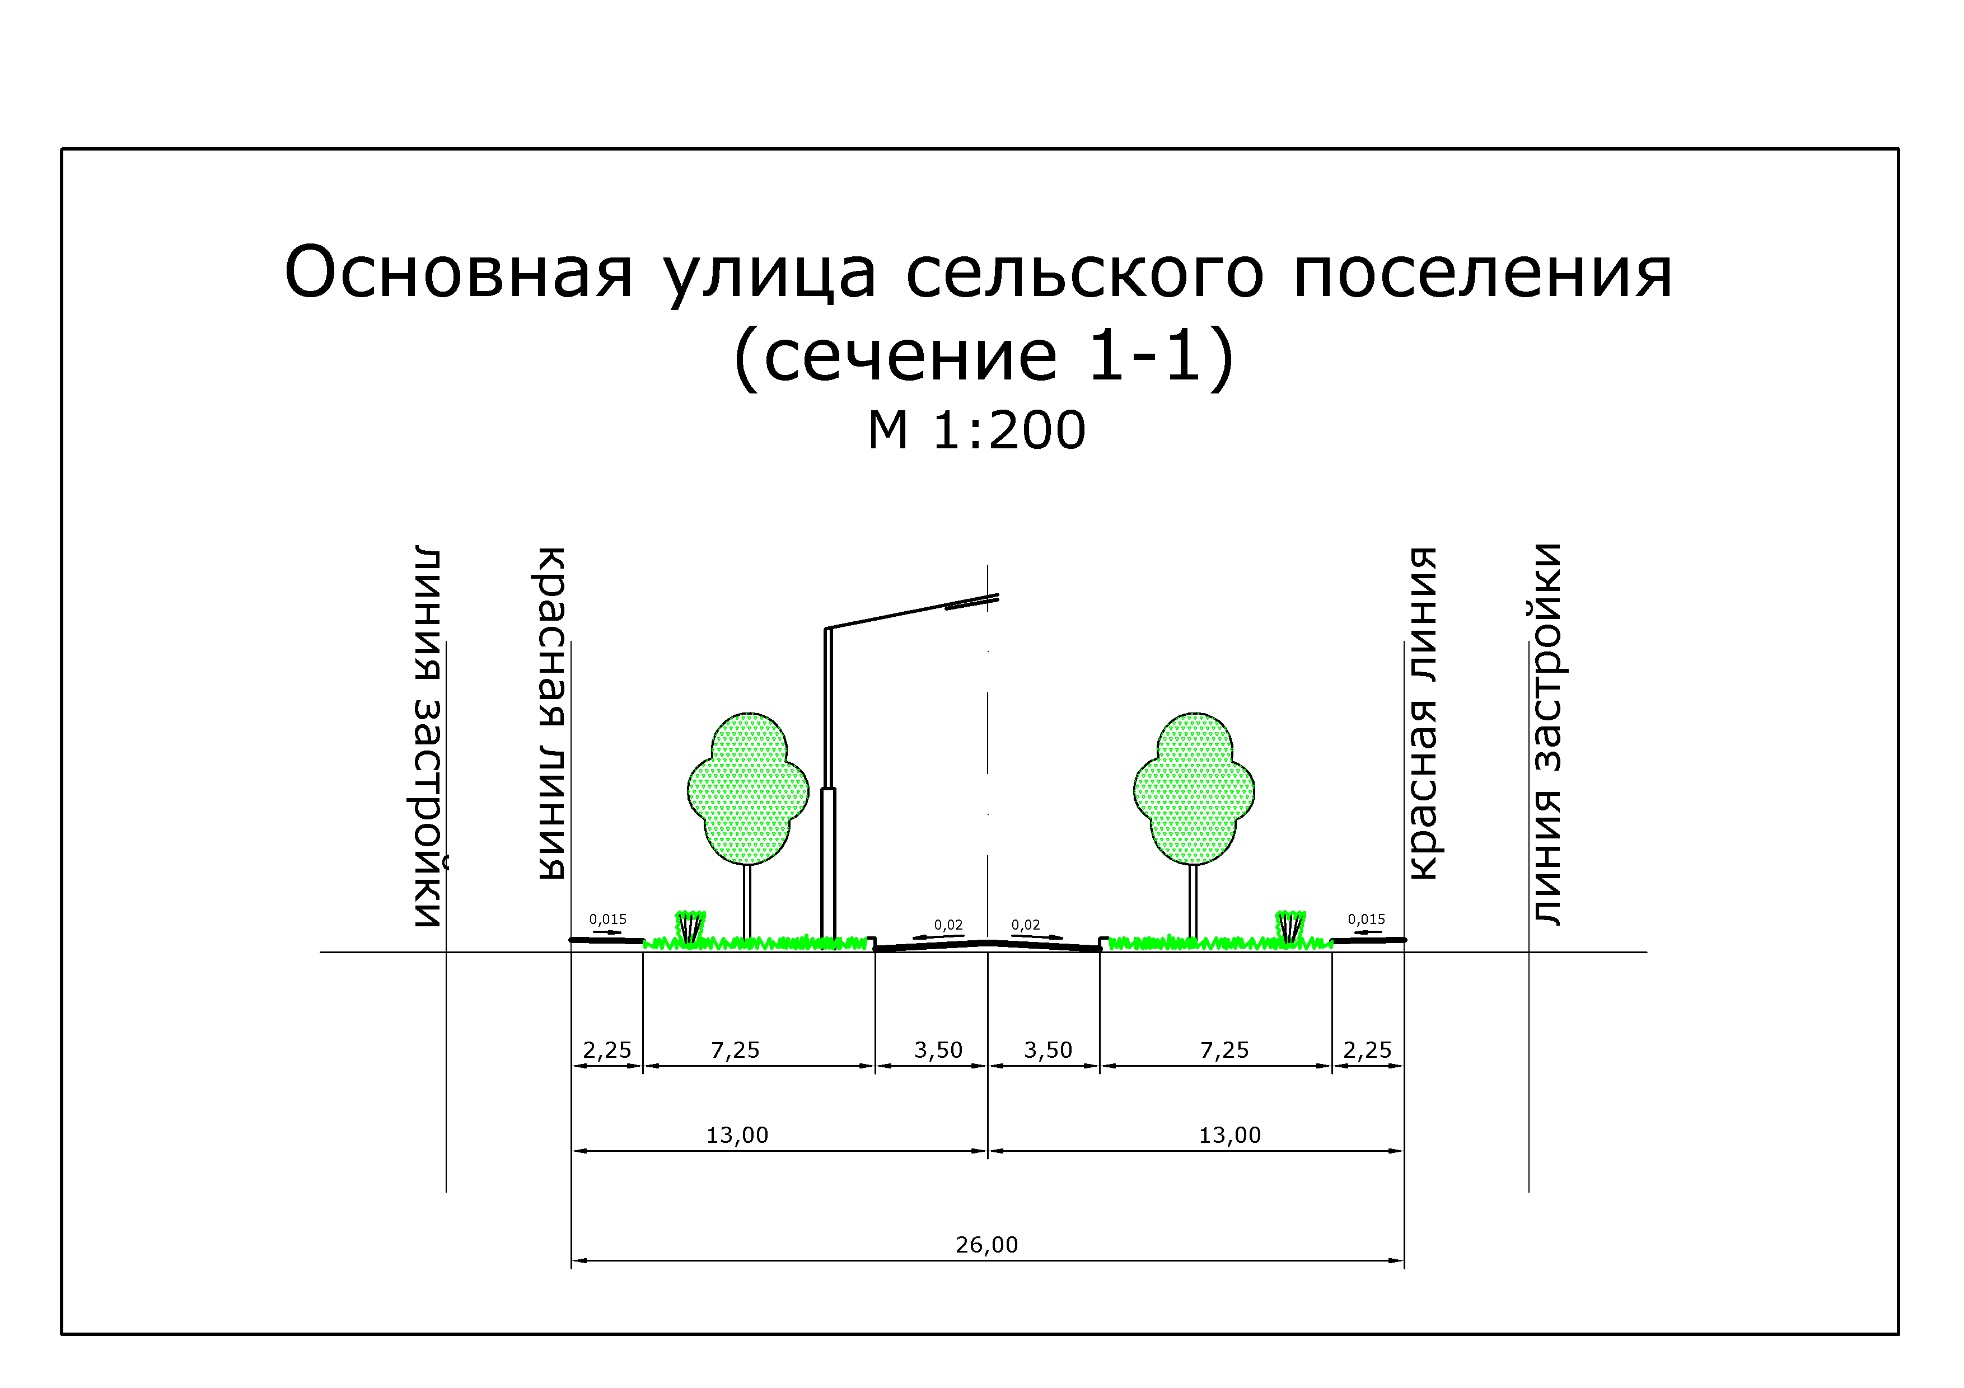 Основная улица сельского поселения
(сечение 1-1)
М 1:200
линия застройки
красная линия
красная линия
линия застройки
0,015
0,02
0,02
0,015
2,25
7,25
3,50
3,50
7,25
2,25
13,00
13,00
26,00